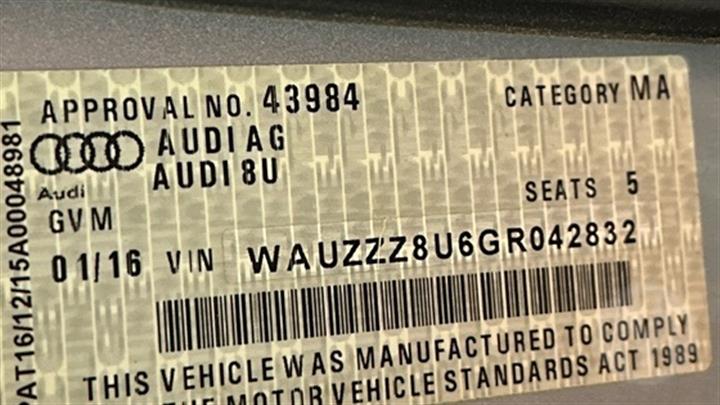 APPROVAL NO. 43984
CATEGORY MA
AUDI AG
AUDI 8U
Audi
SEATS 5
GVM
01/16 VIN WAUZZZ8U6GR042832
THIS VEHICLE WAS MANUFACTURED TO COMPLY
THE MOTOR VEHICLE STANDARDS ACT 1989
PAT16/12/15A00048981